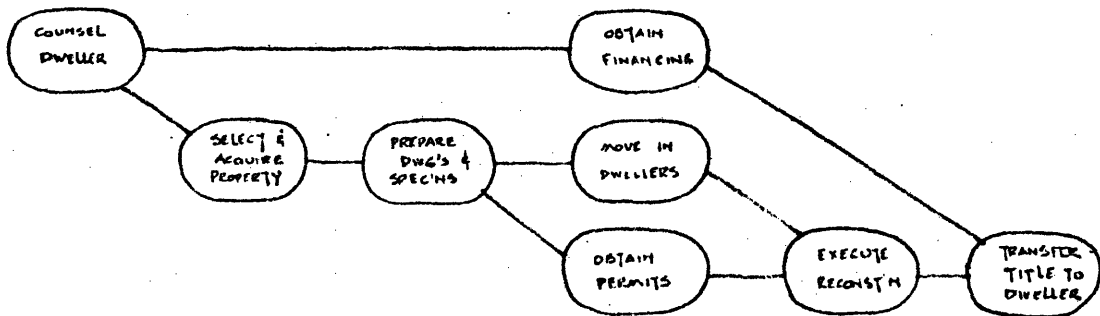 COUNSEL
DWELLER
OBTAIN
FINANCING
SELECT &
ACQUIRE
PROPERTY
PREPARE
DWG'S &
SPEC'NS
MOVE IN
DWELLERS
OBTAIN
PERMITS
EXECUTE
RECONST'N
TRANSFER
TITLE TO
DWELLER